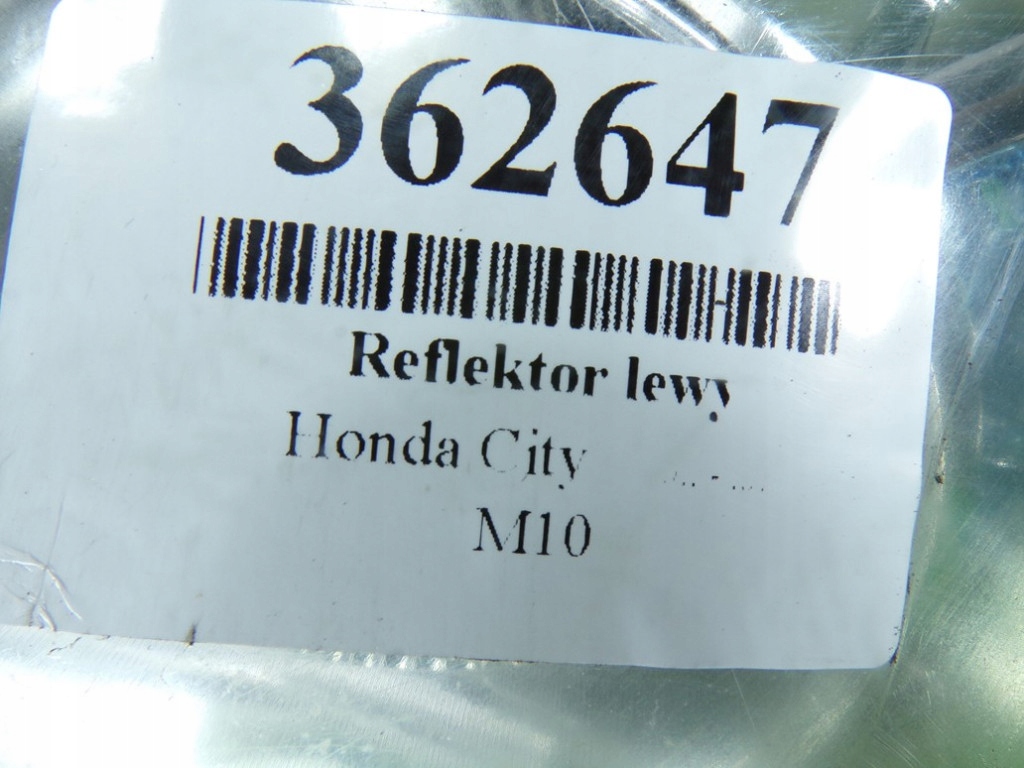 362647
Reflektor lewy
Honda City
M10